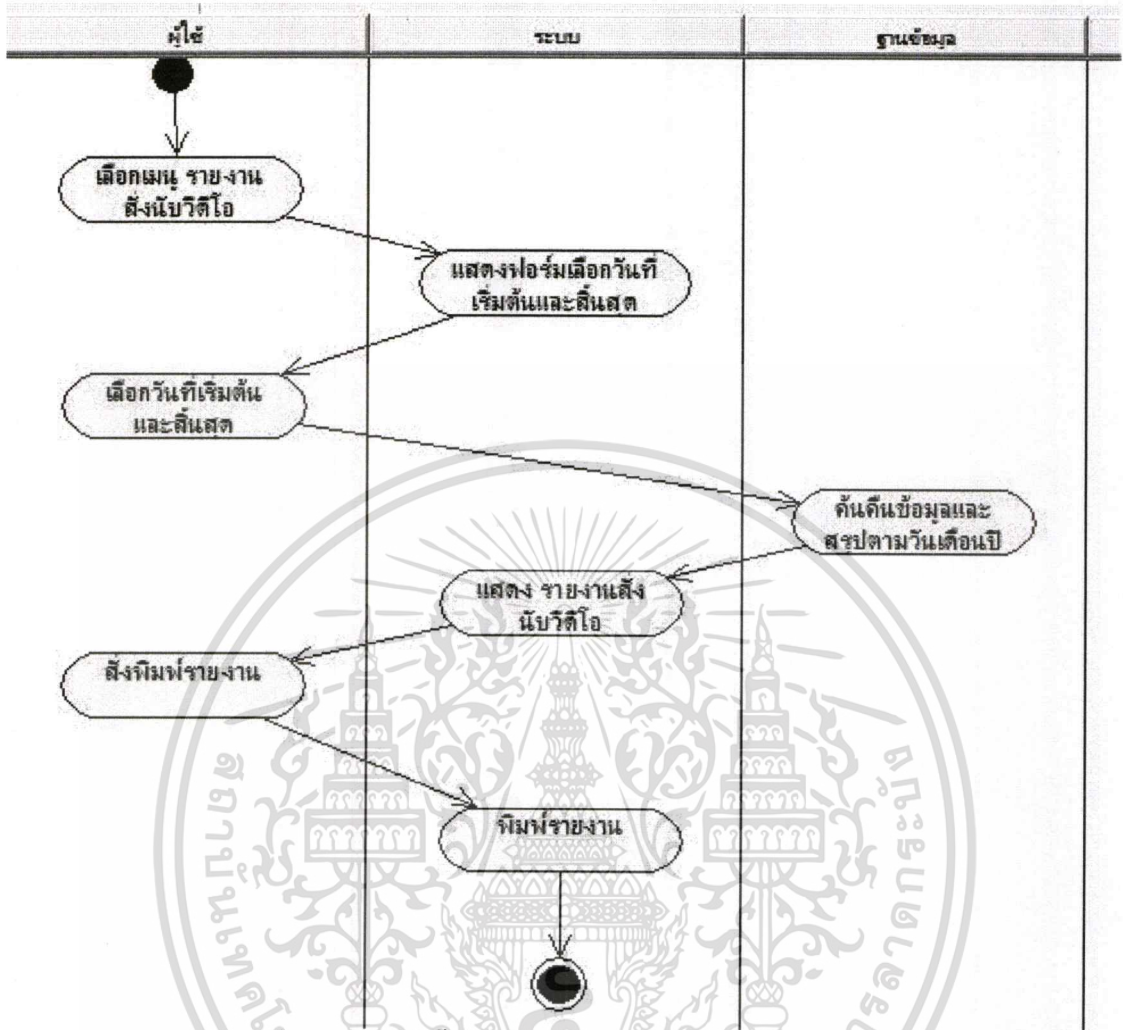 ผู้ใช้
ระบบ
ฐานข้อมูล
เลือกเมนู รายงาน
สั่งนับวิดีโอ
แสดงฟอร์มเลือกวันที่
เริ่มต้นและสิ้นสุด
เลือกวันที่เริ่มต้น
และสิ้นสุด
ค้นคืนข้อมูลและ
สรุปตามวันเดือนปี
แสดง รายงานสั่ง
นับวิดีโอ
สั่งพิมพ์รายงาน
พิมพ์รายงาน